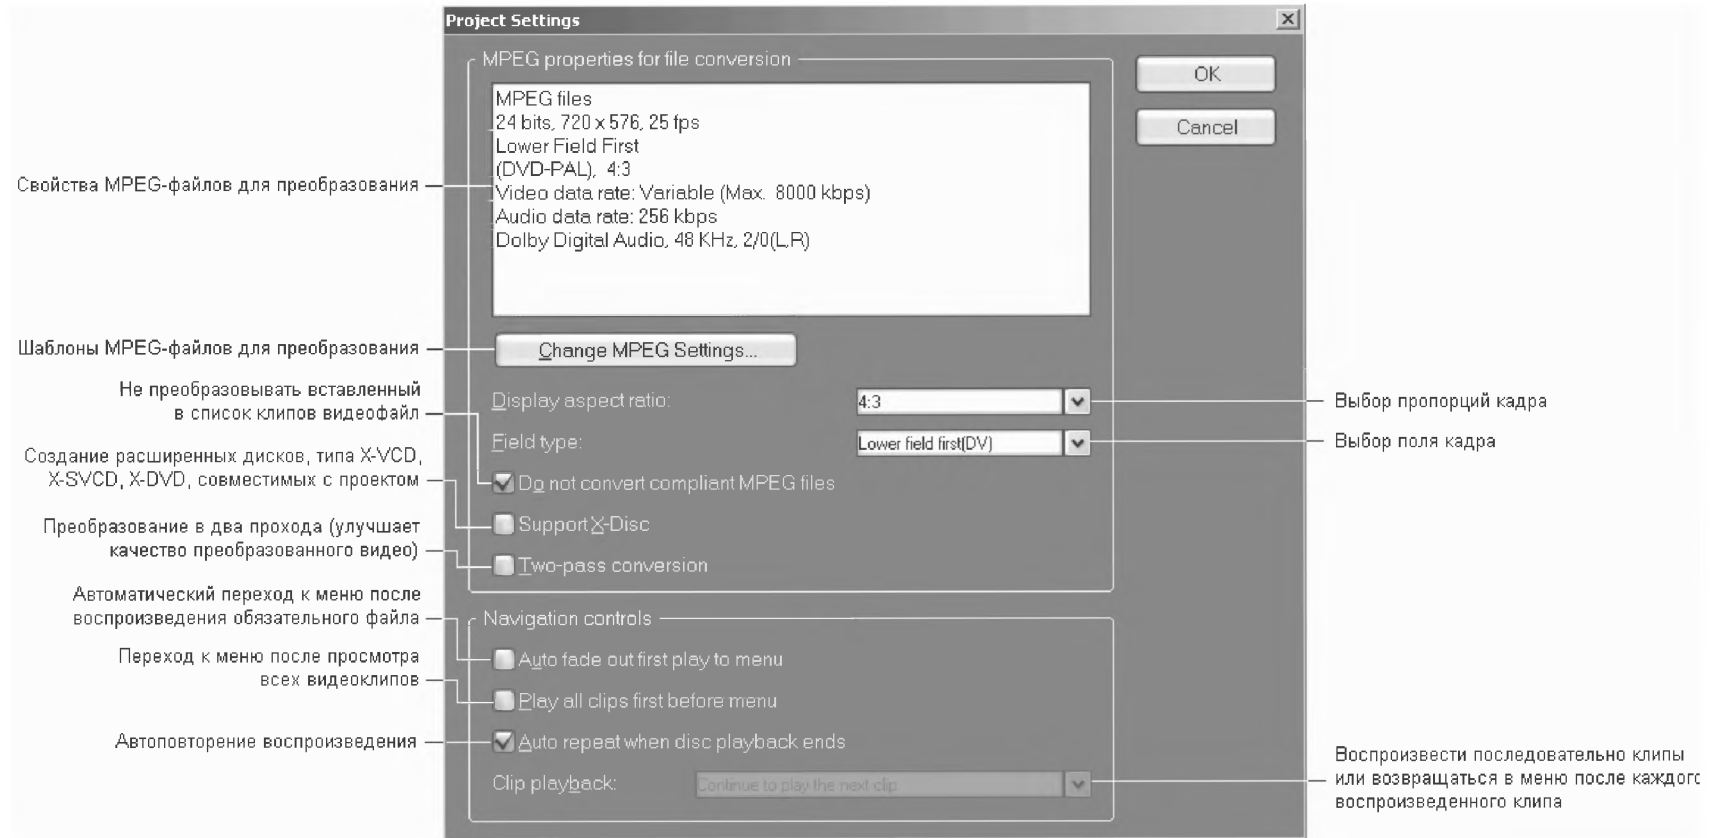 Project Settings
MPEG properties for file conversion
OK
Cancel
MPEG files
24 bits, 720 x 576, 25 fps
Lower Field First
(DVD-PAL), 4:3
Video data rate: Variable (Max. 8000 kbps)
Audio data rate: 256 kbps
Dolby Digital Audio, 48 KHz, 2/0(L,R)
Свойства MPEG-файлов для преобразования
Шаблоны MPEG-файлов для преобразования
Change MPEG Settings...
Не преобразовывать вставленный
в список клипов видеофайл
Display aspect ratio:
4:3
Выбор пропорций кадра
Field type:
Lower field first(DV)
Выбор поля кадра
Создание расширенных дисков, типа X-VCD,
X-SVCD, X-DVD, совместимых с проектом
Do not convert compliant MPEG files
Support X-Disc
Преобразование в два прохода (улучшает
качество преобразованного видео)
Two-pass conversion
Автоматический переход к меню после
воспроизведения обязательного файла
Navigation controls
Переход к меню после просмотра
всех видеоклипов
Auto fade out first play to menu
Play all clips first before menu
Автоповторение воспроизведения
Auto repeat when disc playback ends
Clip playback:
Continue to play the next clip
Воспроизвести последовательно клипы
или возвращаться в меню после каждого
воспроизведенного клипа